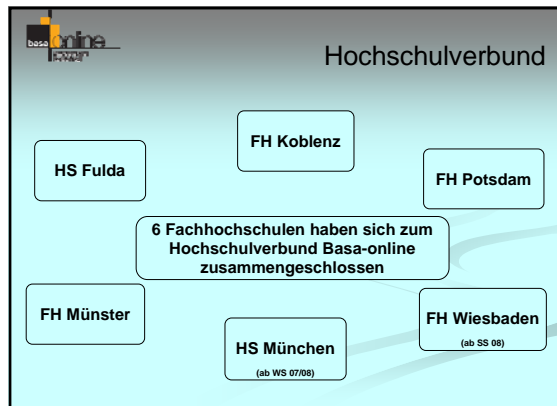 basa online
Hochschulverbund
FH Koblenz
HS Fulda
FH Potsdam
6 Fachhochschulen haben sich zum
Hochschulverbund Basa-online
zusammengeschlossen
FH Münster
FH Wiesbaden
(ab SS 08)
HS München
(ab WS 07/08)